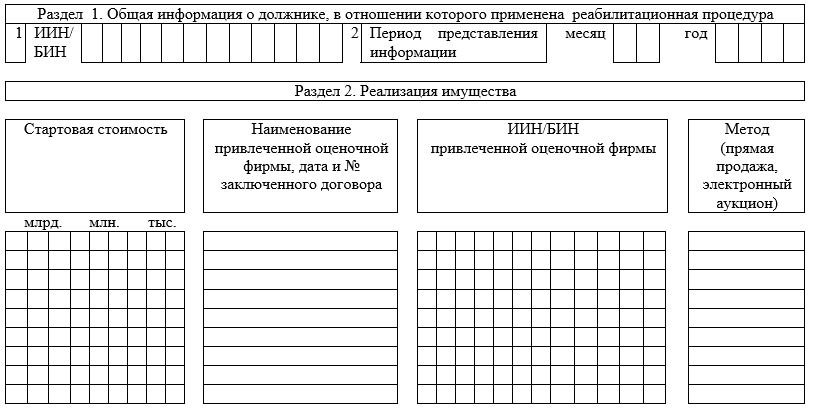 Раздел 1. Общая информация о должнике, в отношении которого применена реабилитационная процедура
1 ИИН/ 2 Период представления месяц год
БИН информации
Раздел 2. Реализация имущества
Стартовая стоимость
Наименование
привлеченной оценочной
фирмы, дата и №
заключенного договора
ИИН/БИН
привлеченной оценочной фирмы
Метод
(прямая
продажа,
электронный
аукцион)
млрд. млн. тыс.